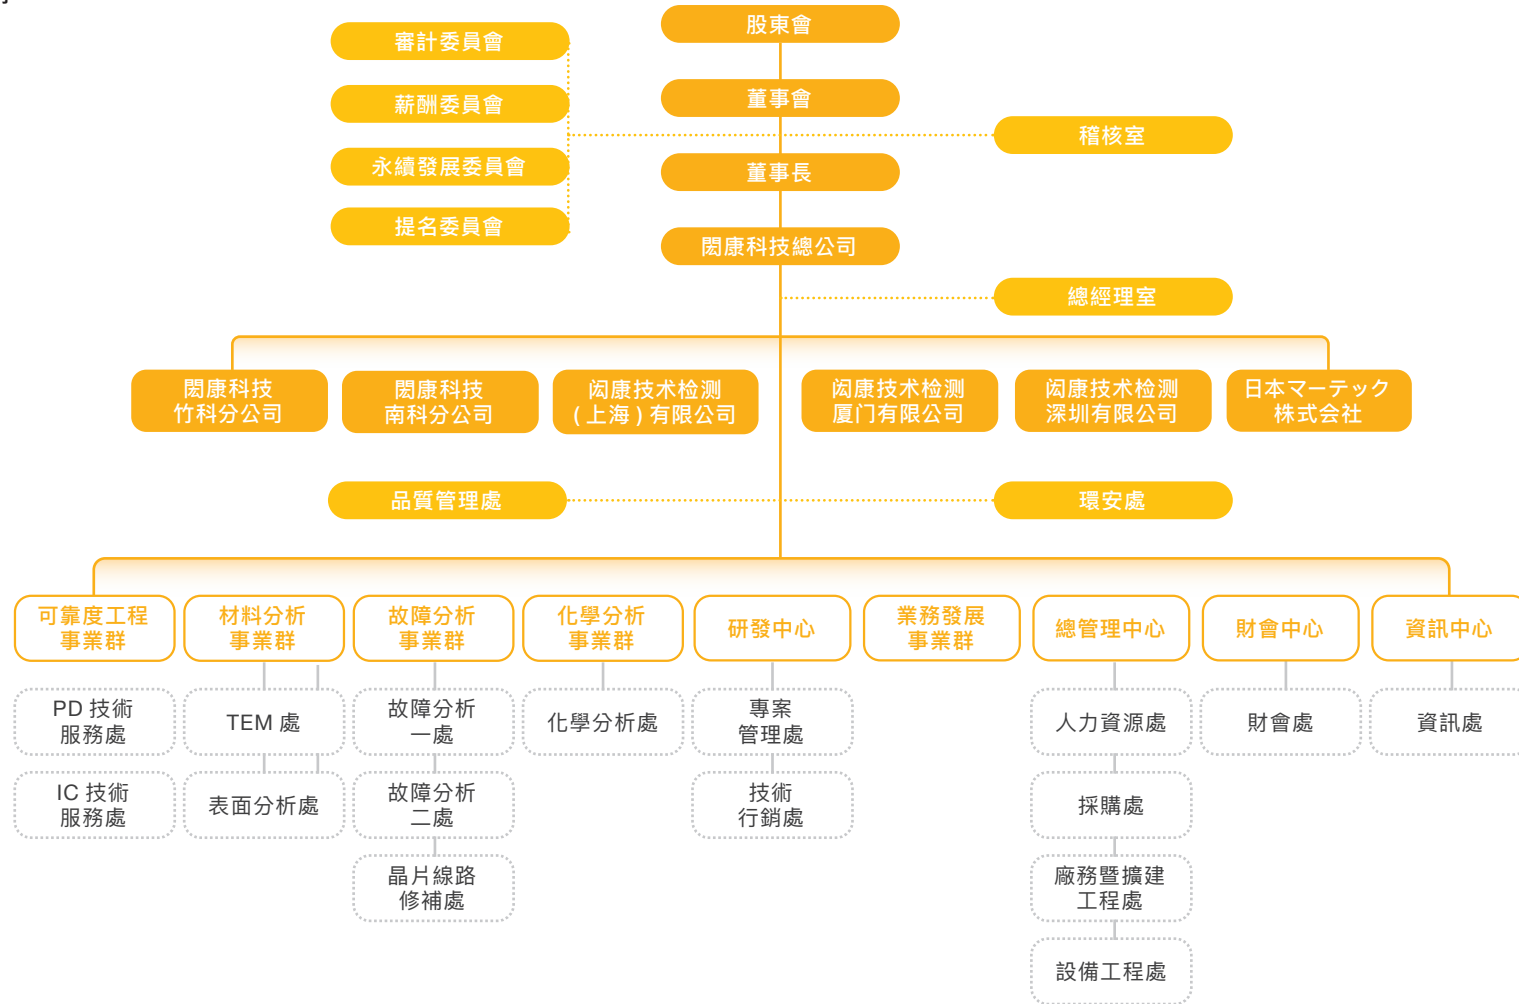 股東會
審計委員會
董事會
薪酬委員會
稽核室
永續發展委員會
董事長
提名委員會
閎康科技總公司
總經理室
閎康科技
竹科分公司
閎康科技
南科分公司
闳康技术检测
(上海)有限公司
闳康技术检测
厦门有限公司
闳康技术检测
深圳有限公司
日本マーテック
株式会社
品質管理處
環安處
可靠度工程
事業群
材料分析
事業群
故障分析
事業群
化學分析
事業群
研發中心
業務發展
事業群
總管理中心
財會中心
資訊中心
PD 技術
服務處
TEM 處
故障分析
一處
化學分析處
專案
管理處
人力資源處
財會處
資訊處
IC 技術
服務處
表面分析處
故障分析
二處
技術
行銷處
採購處
晶片線路
修補處
廠務暨擴建
工程處
設備工程處